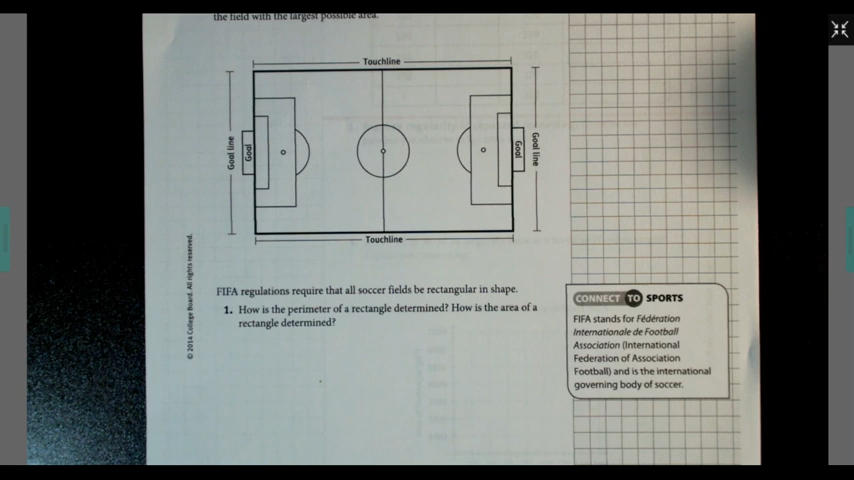 the field with the largest possible area.
Touchline
Goal line
Goal
Goal
Goal line
Touchline
© 2014 College Board. All rights reserved.
FIFA regulations require that all soccer fields be rectangular in shape.
1. How is the perimeter of a rectangle determined? How is the area of a
rectangle determined?
CONNECT TO SPORTS
FIFA stands for Fédération
Internationale de Football
Association (International
Federation of Association
Football) and is the international
governing body of soccer.